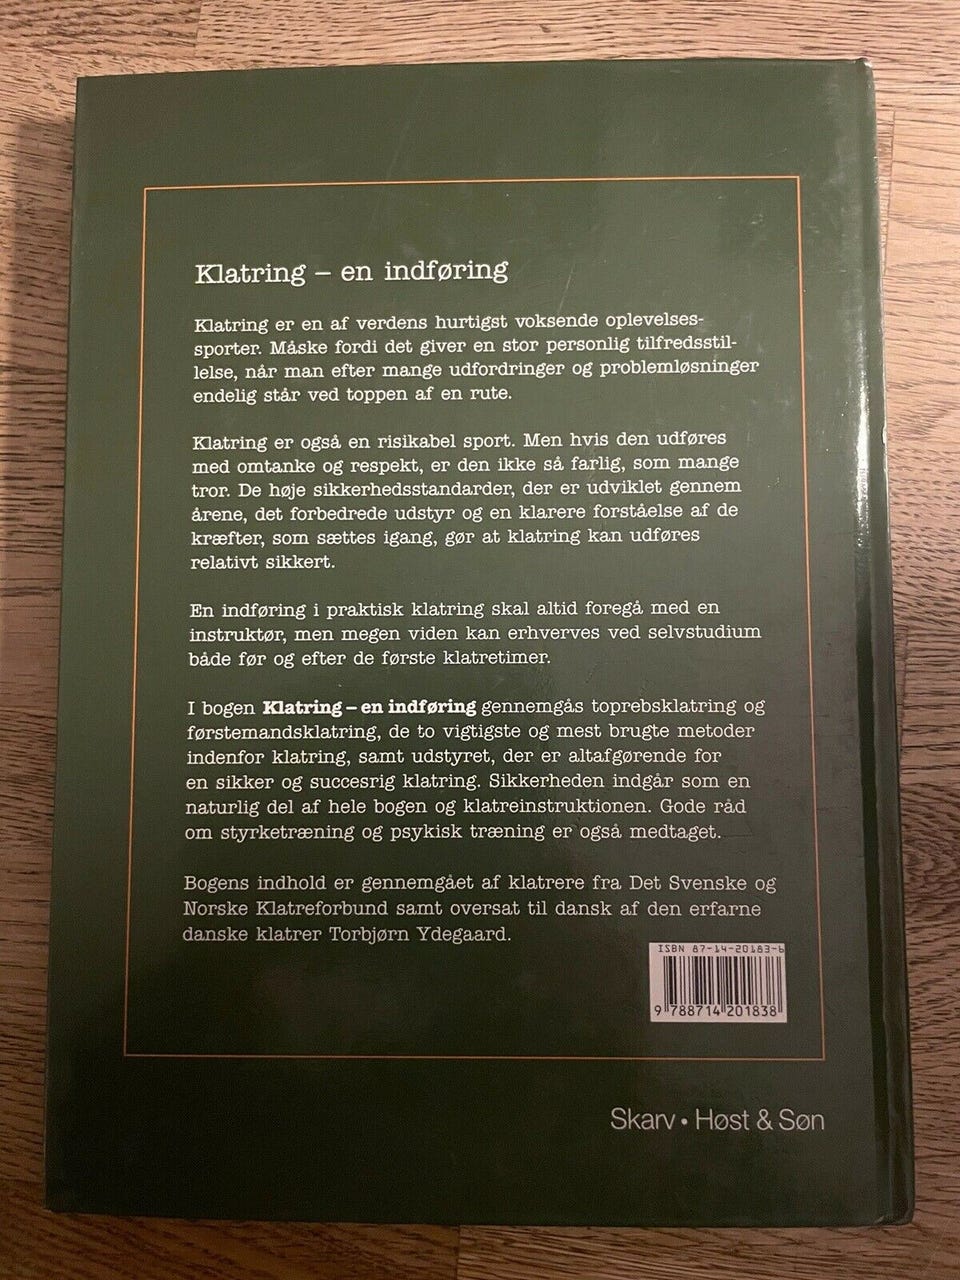 Klatring – en indføring
Klatring er en af verdens hurtigst voksende oplevelses-
sporter. Måske fordi det giver en stor personlig tilfredsstil-
lelse, når man efter mange udfordringer og problemløsninger
endelig står ved toppen af en rute.
Klatring er også en risikabel sport. Men hvis den udføres
med omtanke og respekt, er den ikke så farlig, som mange
tror. De høje sikkerhedsstandarder, der er udviklet gennem
årene, det forbedrede udstyr og en klarere forståelse af de
kræfter, som sættes igang, gør at klatring kan udføres
relativt sikkert.
En indføring i praktisk klatring skal altid foregå med en
instruktør, men megen viden kan erhverves ved selvstudium
både før og efter de første klatretimer.
I bogen Klatring – en indføring gennemgås toprebsklatring og
førstemandsklatring, de to vigtigste og mest brugte metoder
indenfor klatring, samt udstyret, der er altafgørende for
en sikker og succesrig klatring. Sikkerheden indgår som en
naturlig del af hele bogen og klatreinstruktionen. Gode råd
om styrketræning og psykisk træning er også medtaget.
Bogens indhold er gennemgået af klatrere fra Det Svenske og
Norske Klatreforbund samt oversat til dansk af den erfarne
danske klatrer Torbjørn Ydegaard.
ISBN 87-14-20183-6
9 788714 201838
Skarv • Høst & Søn